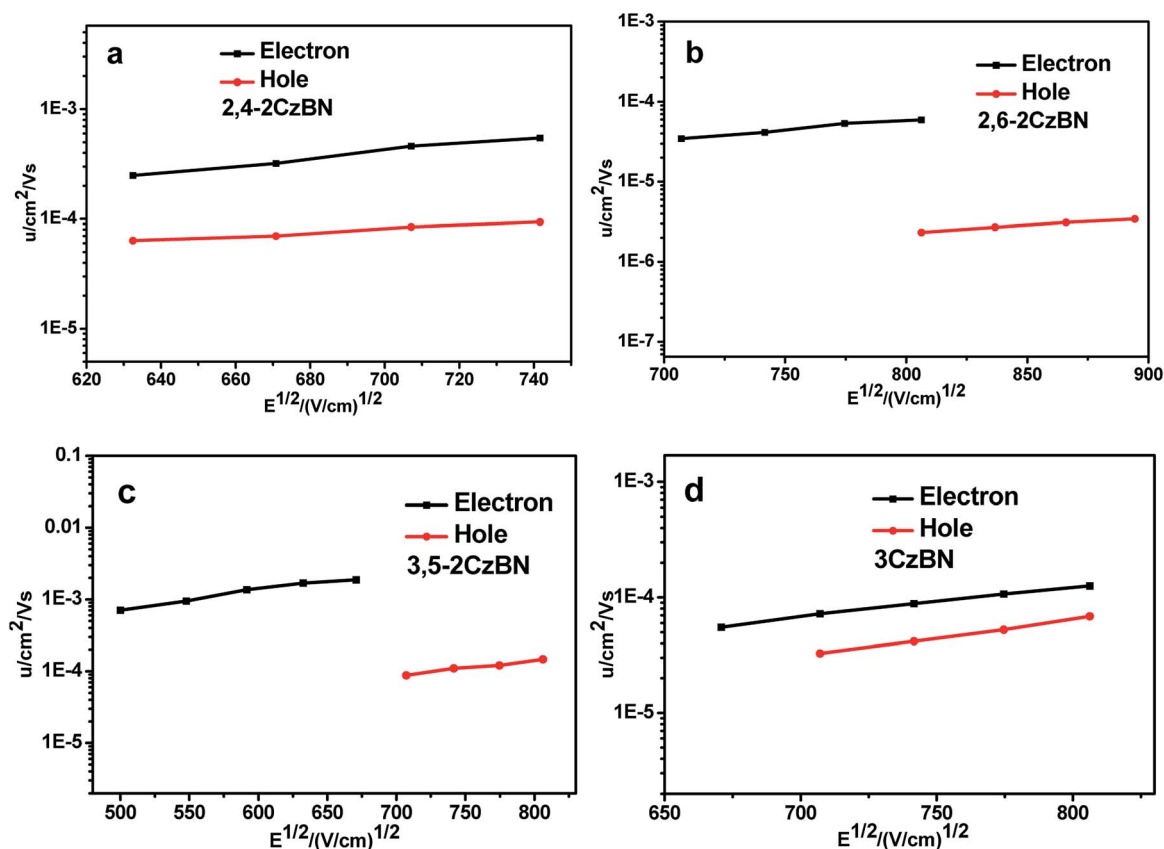 a
Electron
Hole
2,4-2CzBN
1E-3
1E-4
1E-5
u/cm²/Vs
620 640 660 680 700 720 740
E^1/2/(V/cm)^1/2
b
Electron
Hole
2,6-2CzBN
1E-3
1E-4
1E-5
1E-6
1E-7
u/cm²/Vs
700 750 800 850 900
E^1/2/(V/cm)^1/2
c
Electron
Hole
3,5-2CzBN
0.1
0.01
1E-3
1E-4
1E-5
u/cm²/Vs
500 550 600 650 700 750 800
E^1/2/(V/cm)^1/2
d
Electron
Hole
3CzBN
1E-3
1E-4
1E-5
u/cm²/Vs
650 700 750 800
E^1/2/(V/cm)^1/2